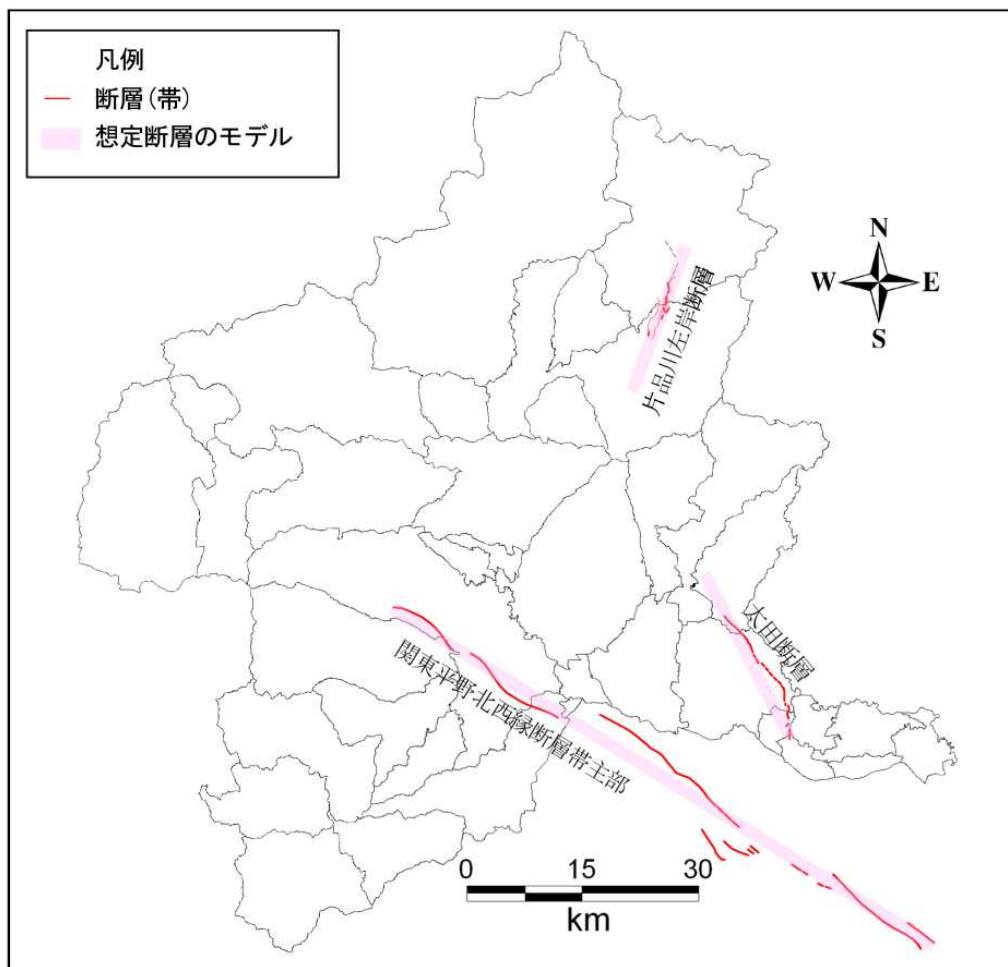 凡例
断層(帯)
想定断層のモデル
N
W
E
S
片品川左岸断層
太田断層
関東平野北西縁断層帯主部
0 15 30
km